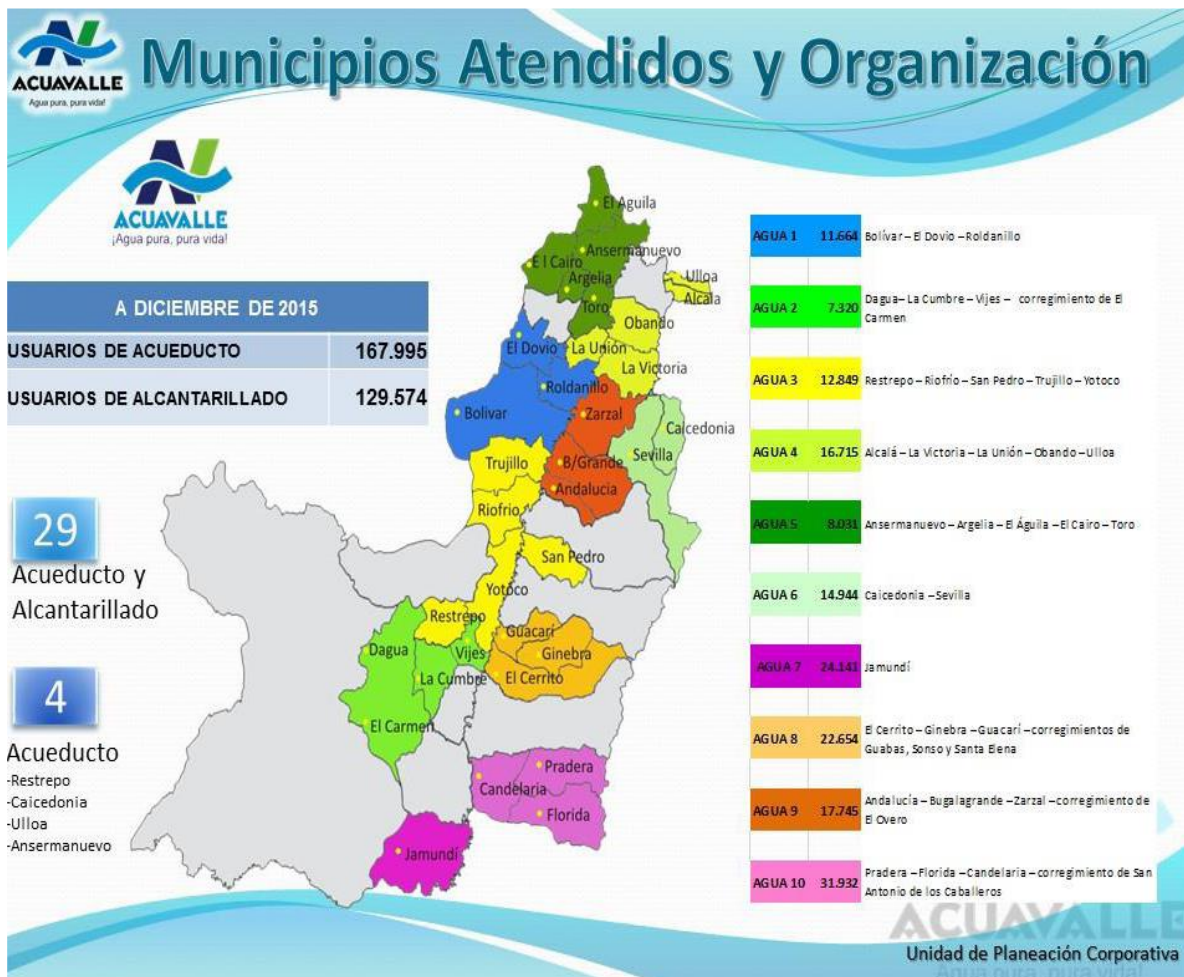 ACUAVALLE
Agua pura, pura vida!
Municipios Atendidos y Organización
ACUAVALLE
¡Agua pura, pura vida!
A DICIEMBRE DE 2015
USUARIOS DE ACUEDUCTO 167.995
USUARIOS DE ALCANTARILLADO 129.574
29
Acueducto y
Alcantarillado
4
Acueducto
-Restrepo
-Caicedonia
-Ulloa
-Ansermanuevo
El Aguila
Ansermanuevo
E l Cairo
Argelia
Ulloa
Alcala
Toro
Obando
El Dovio
La Unión
La Victoria
Roldanillo
Bolivar
Zarzal
Caicedonia
Sevilla
Trujillo
B/Grande
Andalucia
Riofrio
San Pedro
Yotoco
Restrepo
Guacarí
Dagua
Vijes
Ginebra
La Cumbre
El Cerrito
El Carmen
Pradera
Candelaria
Florida
Jamundí
AGUA 1 11.664 Bolívar – El Dovio – Roldanillo
AGUA 2 7.320 Dagua – La Cumbre – Vijes – corregimiento de El
Carmen
AGUA 3 12.849 Restrepo – Riofrío – San Pedro – Trujillo – Yotoco
AGUA 4 16.715 Alcalá – La Victoria – La Unión – Obando – Ulloa
AGUA 5 8.031 Ansermanuevo – Argelia – El Águila – El Cairo – Toro
AGUA 6 14.944 Caicedonia – Sevilla
AGUA 7 24.141 Jamundí
AGUA 8 22.654 El Cerrito – Ginebra – Guacarí – corregimientos de
Guabas, Sonso y Santa Elena
AGUA 9 17.745 Andalucía – Bugalagrande – Zarzal – corregimiento de
El Overo
AGUA 10 31.932 Pradera – Florida – Candelaria – corregimiento de San
Antonio de los Caballeros
ACUAVALLE
Unidad de Planeación Corporativa
Agua pura, pura vida!